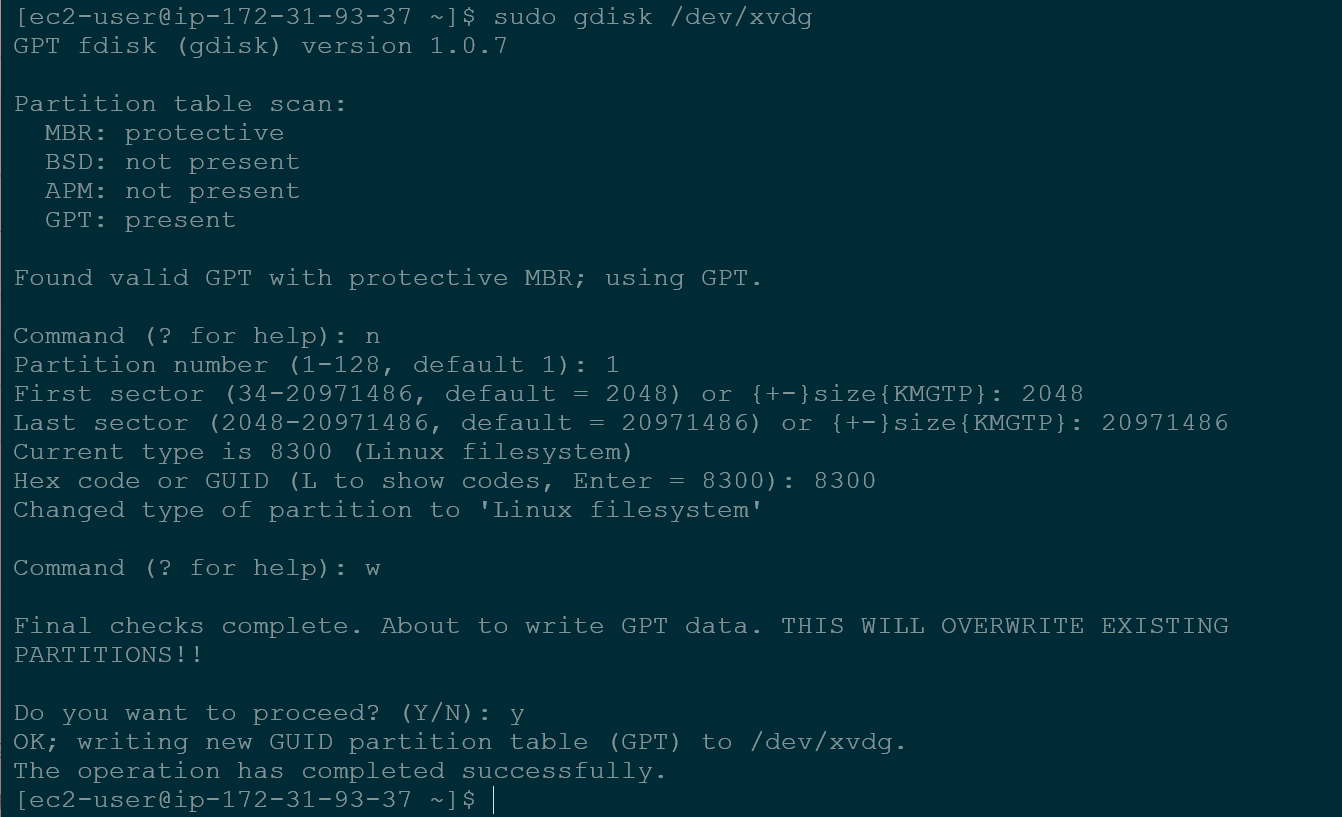 [ec2-user@ip-172-31-93-37 ~]$ sudo gdisk /dev/xvdg
GPT fdisk (gdisk) version 1.0.7

Partition table scan:
  MBR: protective
  BSD: not present
  APM: not present
  GPT: present

Found valid GPT with protective MBR; using GPT.

Command (? for help): n
Partition number (1-128, default 1): 1
First sector (34-20971486, default = 2048) or {+-}size{KMGTP}: 2048
Last sector (2048-20971486, default = 20971486) or {+-}size{KMGTP}: 20971486
Current type is 8300 (Linux filesystem)
Hex code or GUID (L to show codes, Enter = 8300): 8300
Changed type of partition to 'Linux filesystem'

Command (? for help): w

Final checks complete. About to write GPT data. THIS WILL OVERWRITE EXISTING
PARTITIONS!!

Do you want to proceed? (Y/N): y
OK; writing new GUID partition table (GPT) to /dev/xvdg.
The operation has completed successfully.
[ec2-user@ip-172-31-93-37 ~]$